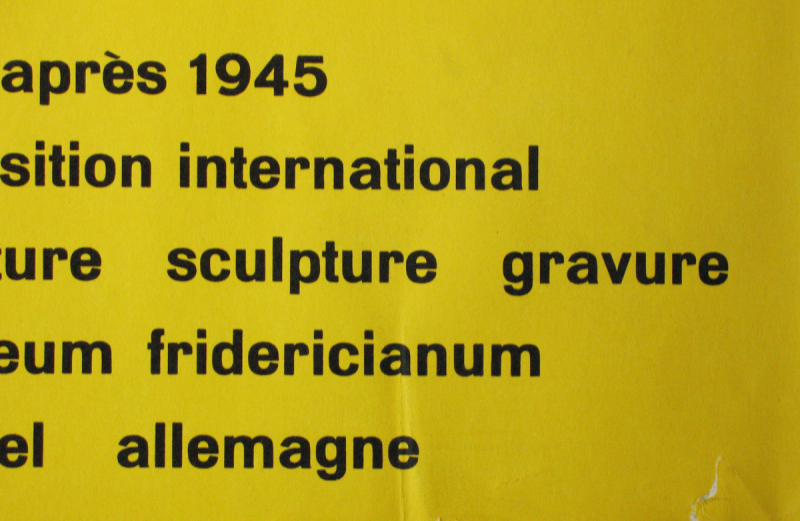 après 1945
sition international
ture sculpture gravure
eum fridericianum
el allemagne